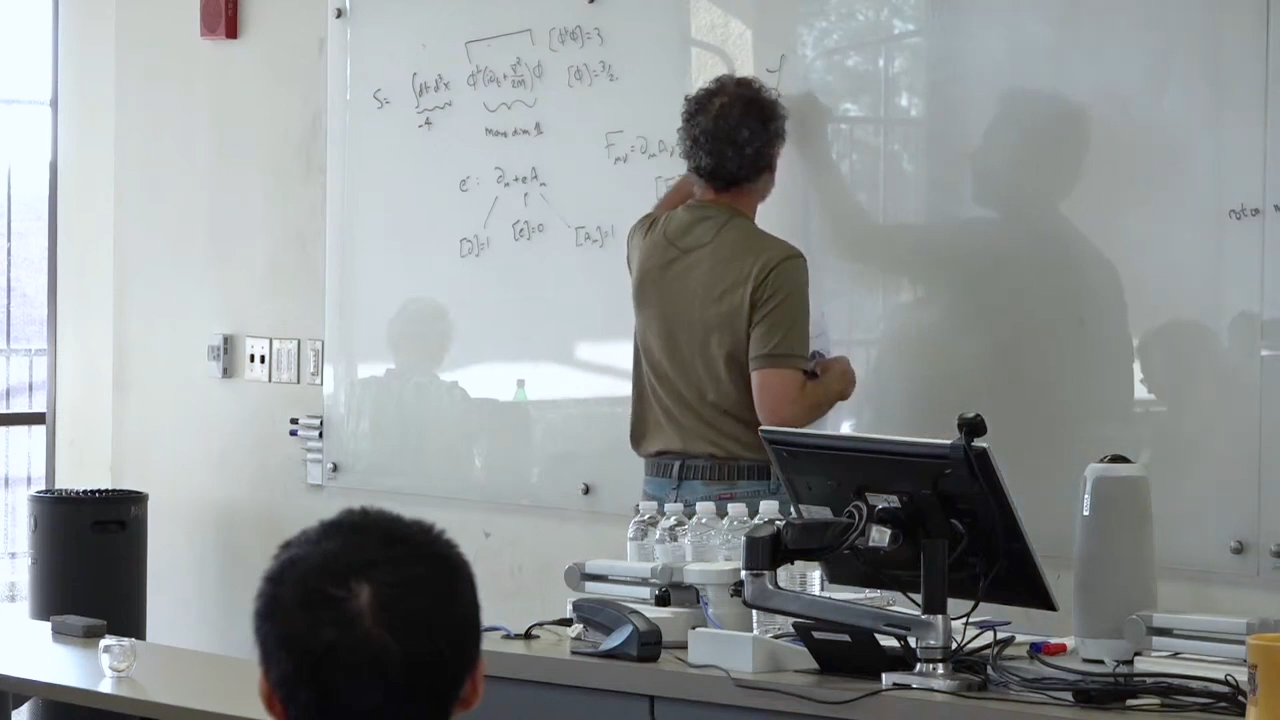 [ϕ†ϕ]=3
S= ∫dt d³x ϕ†(i∂t+∇²/2M)ϕ [ϕ]=3/2.
-4
mass dim 1
Fμν=∂μAν
e: ∂μ+eAμ
[∂]=1 [e]=0 [Aμ]=1